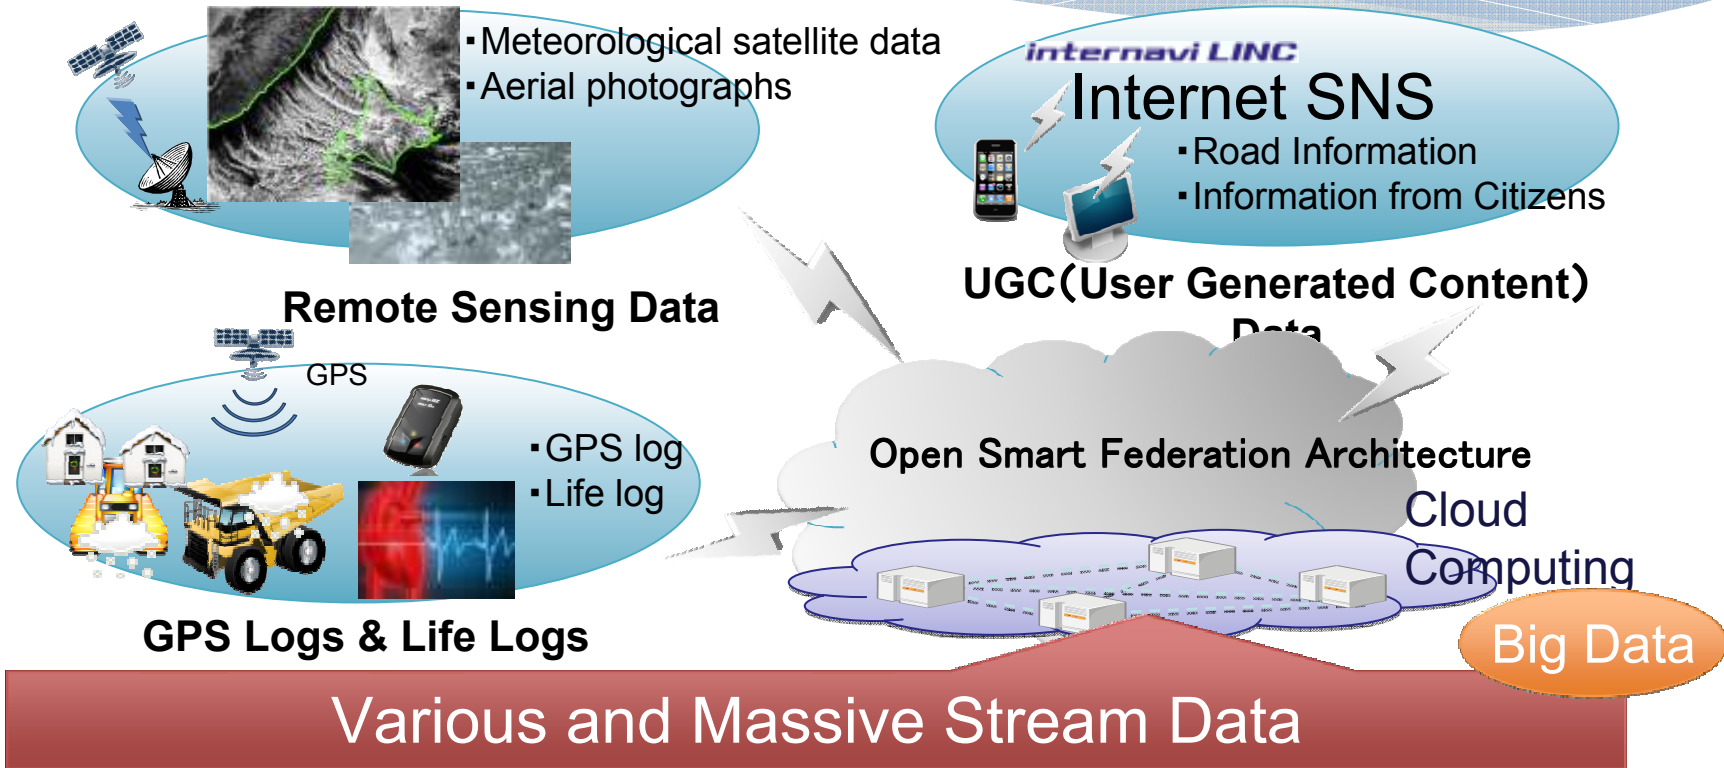 ・Meteorological satellite data
・Aerial photographs
Remote Sensing Data
internavi LINC
Internet SNS
・Road Information
・Information from Citizens
UGC（User Generated Content）
Data
GPS
・GPS log
・Life log
GPS Logs & Life Logs
Open Smart Federation Architecture
Cloud
Computing
Big Data
Various and Massive Stream Data